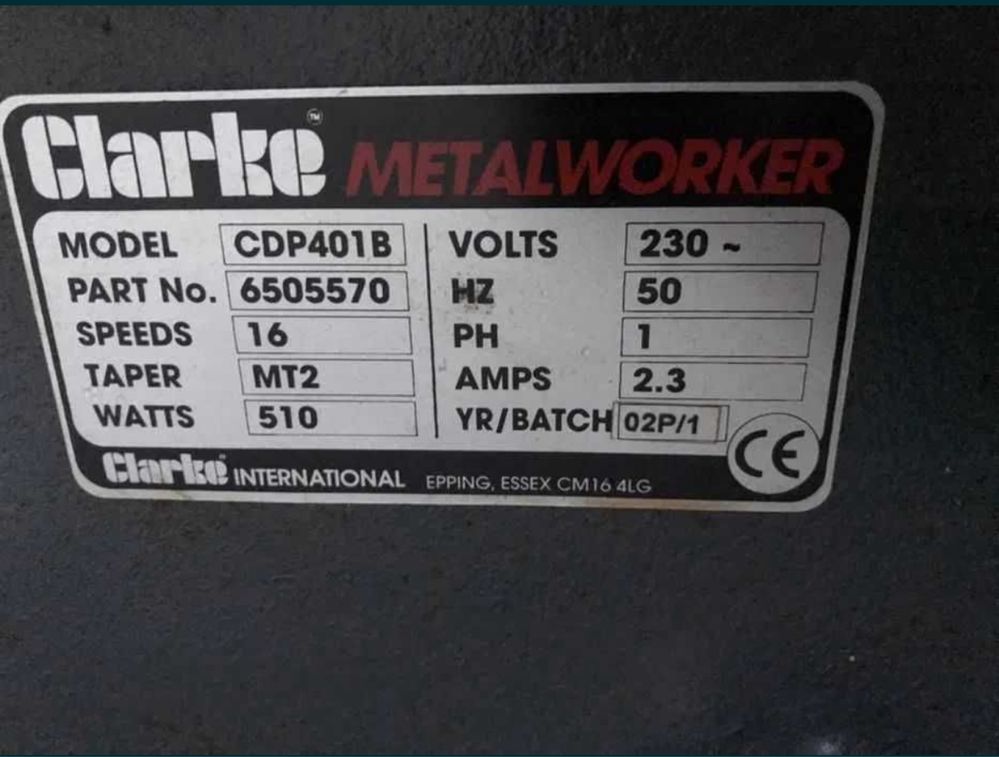 Clarke™ METALWORKER
MODEL CDP401B VOLTS 230 ~
PART No. 6505570 HZ 50
SPEEDS 16 PH 1
TAPER MT2 AMPS 2.3
WATTS 510 YR/BATCH 02P/1
CE
Clarke INTERNATIONAL EPPING, ESSEX CM16 4LG